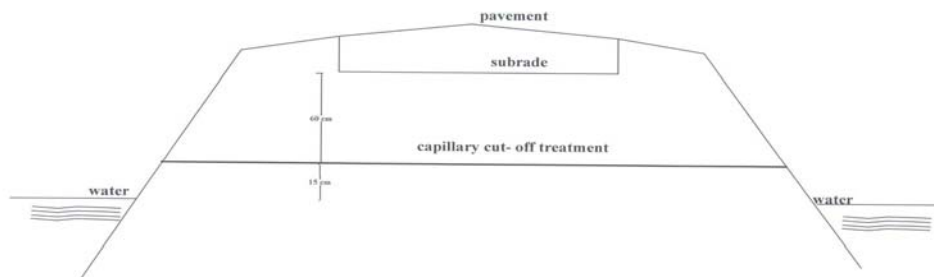 pavement
subrade
60 cm
capillary cut- off treatment
15 cm
water
water